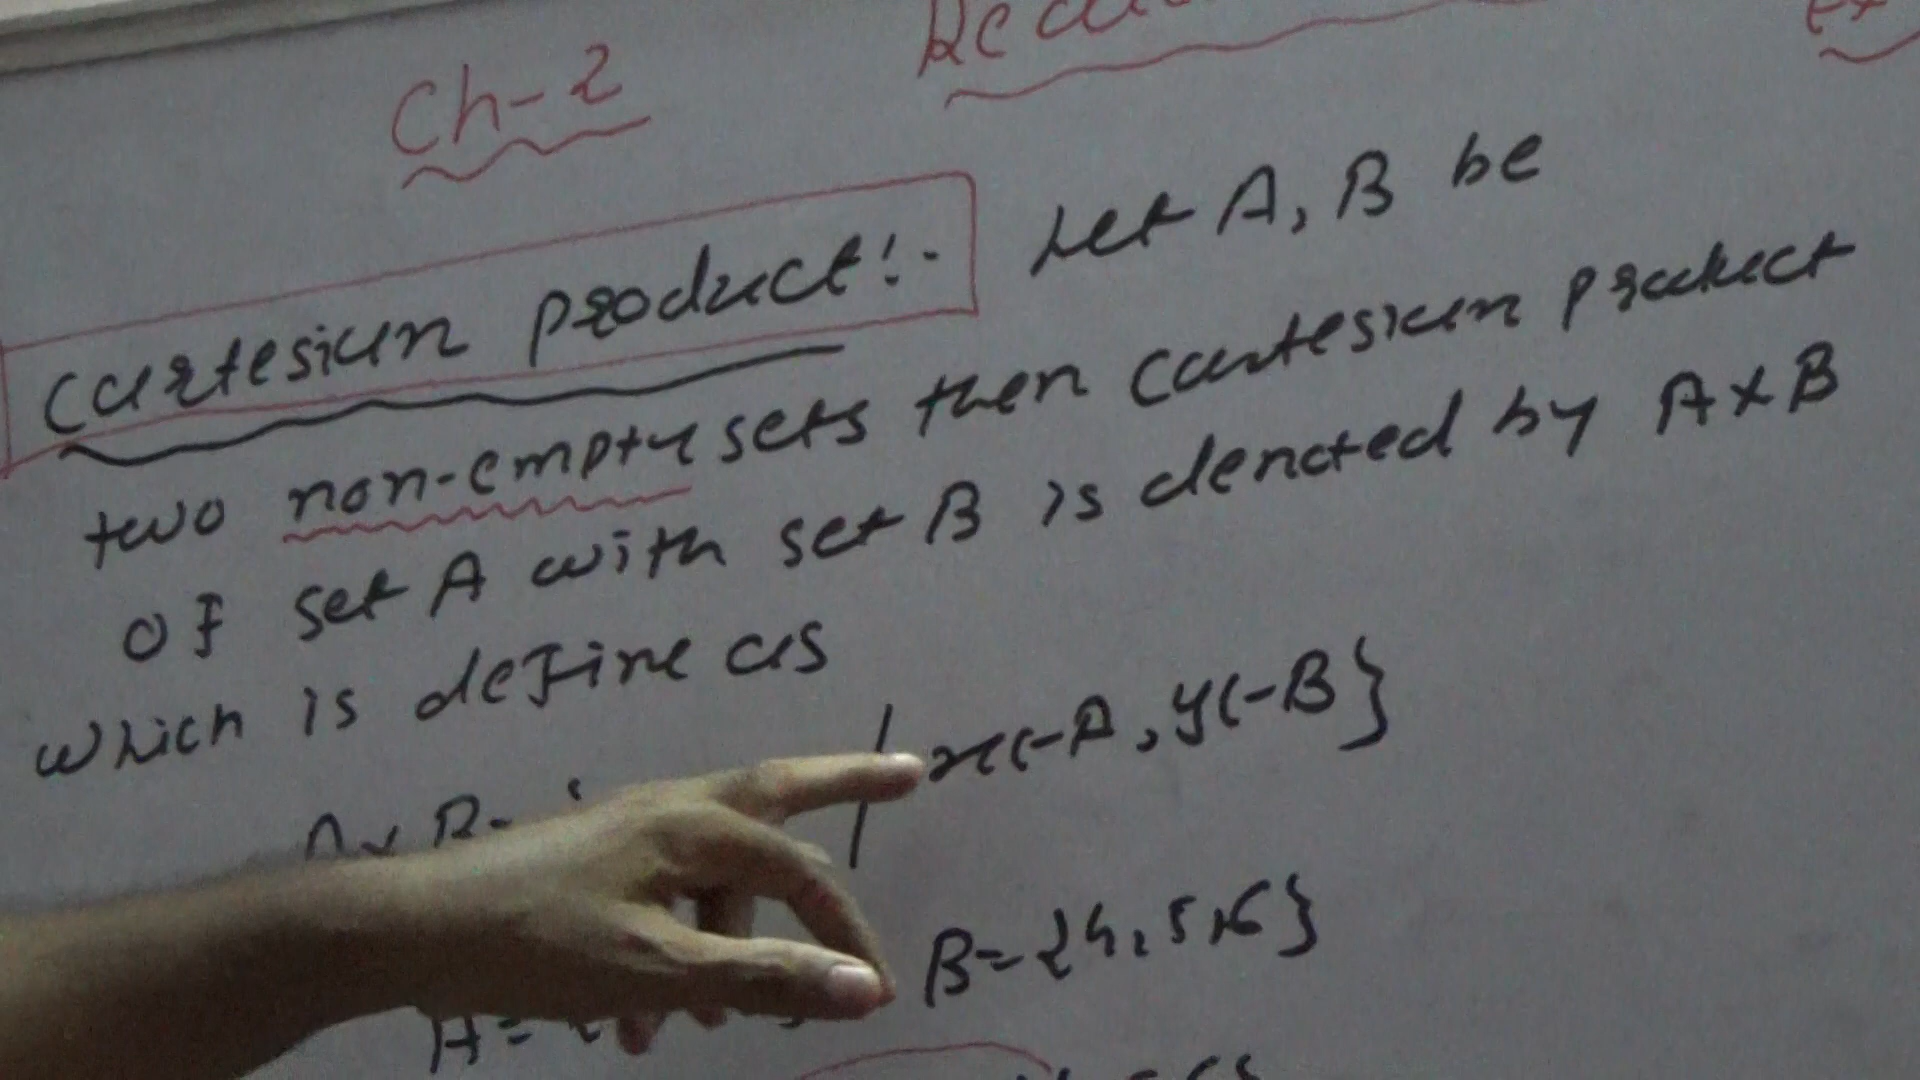 Ch-2
Cartesian product:- Let A, B be
two non-empty sets then cartesian product
of set A with set B is denoted by A×B
which is define as
x∈A, y∈B}
B={4,5,6}